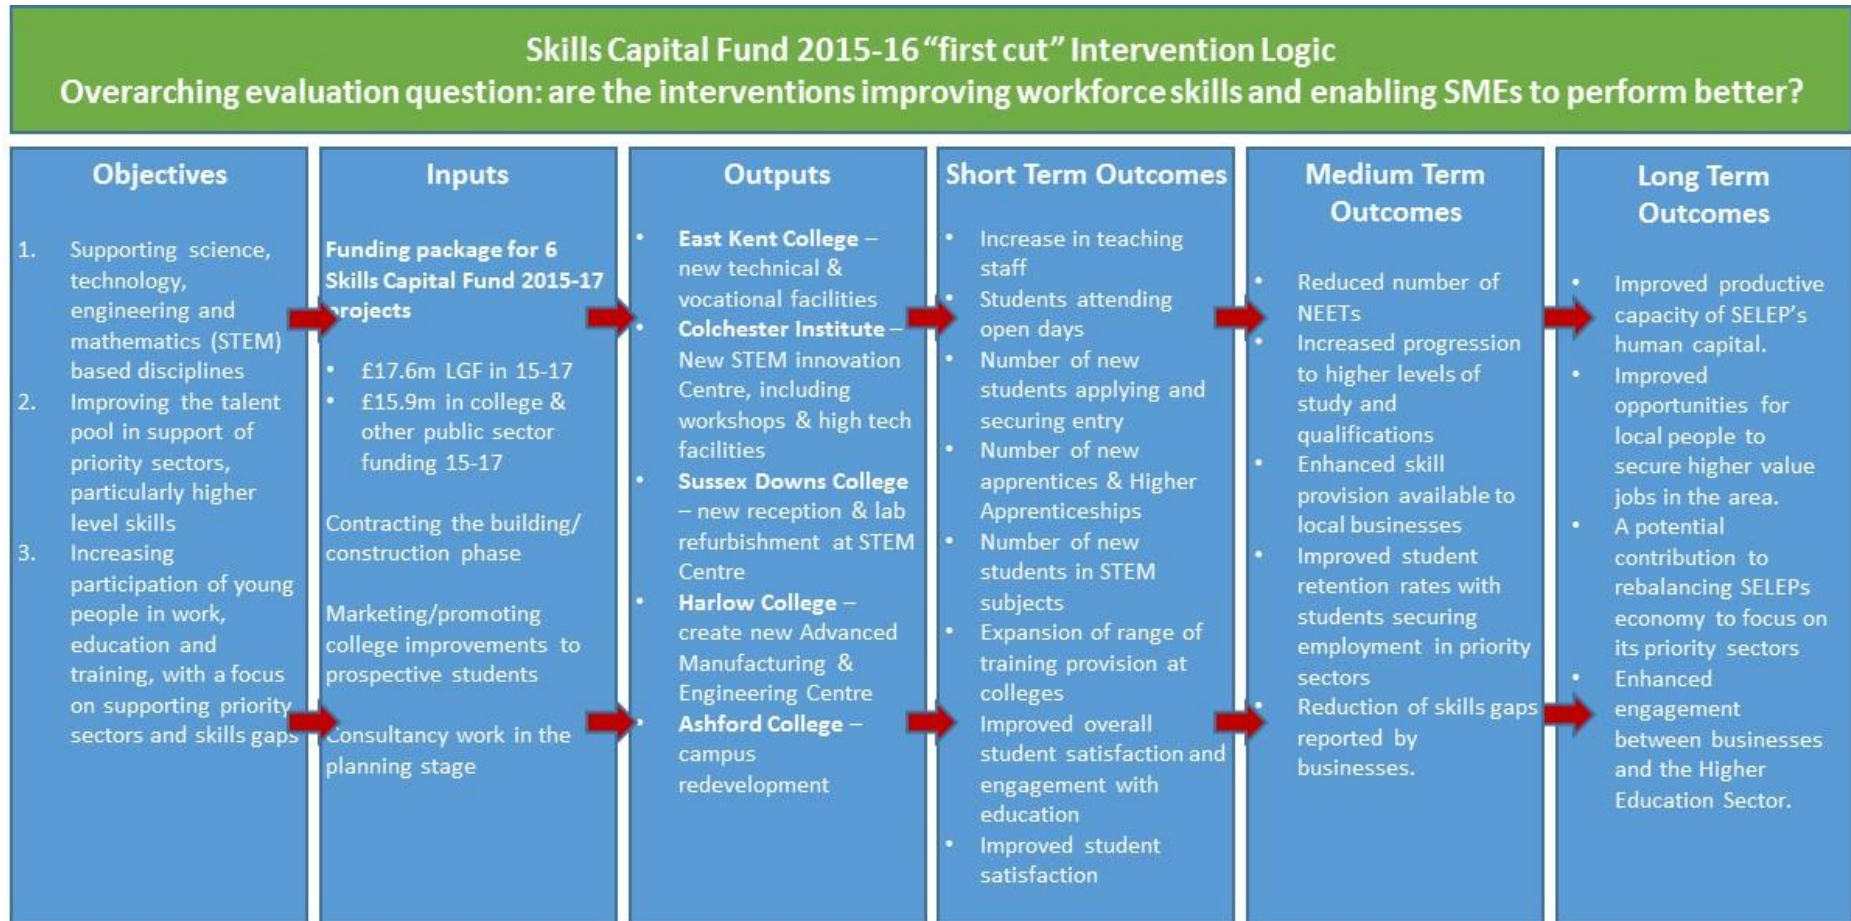 Skills Capital Fund 2015-16 “first cut” Intervention Logic
Overarching evaluation question: are the interventions improving workforce skills and enabling SMEs to perform better?
Objectives
1. Supporting science,
technology,
engineering and
mathematics (STEM)
based disciplines
2. Improving the talent
pool in support of
priority sectors,
particularly higher
level skills
3. Increasing
participation of young
people in work,
education and
training, with a focus
on supporting priority
sectors and skills gaps
Inputs
Funding package for 6
Skills Capital Fund 2015-17
projects
• £17.6m LGF in 15-17
• £15.9m in college &
other public sector
funding 15-17
Contracting the building/
construction phase
Marketing/promoting
college improvements to
prospective students
Consultancy work in the
planning stage
Outputs
• East Kent College –
new technical &
vocational facilities
• Colchester Institute –
New STEM innovation
Centre, including
workshops & high tech
facilities
• Sussex Downs College
– new reception & lab
refurbishment at STEM
Centre
• Harlow College –
create new Advanced
Manufacturing &
Engineering Centre
• Ashford College –
campus
redevelopment
Short Term Outcomes
• Increase in teaching
staff
• Students attending
open days
• Number of new
students applying and
securing entry
• Number of new
apprentices & Higher
Apprenticeships
• Number of new
students in STEM
subjects
• Expansion of range of
training provision at
colleges
• Improved overall
student satisfaction and
engagement with
education
• Improved student
satisfaction
Medium Term
Outcomes
• Reduced number of
NEETs
• Increased progression
to higher levels of
study and
qualifications
• Enhanced skill
provision available to
local businesses
• Improved student
retention rates with
students securing
employment in priority
sectors
• Reduction of skills gaps
reported by
businesses.
Long Term
Outcomes
• Improved productive
capacity of SELEP’s
human capital.
• Improved
opportunities for
local people to
secure higher value
jobs in the area.
• A potential
contribution to
rebalancing SELEPs
economy to focus on
its priority sectors
• Enhanced
engagement
between businesses
and the Higher
Education Sector.